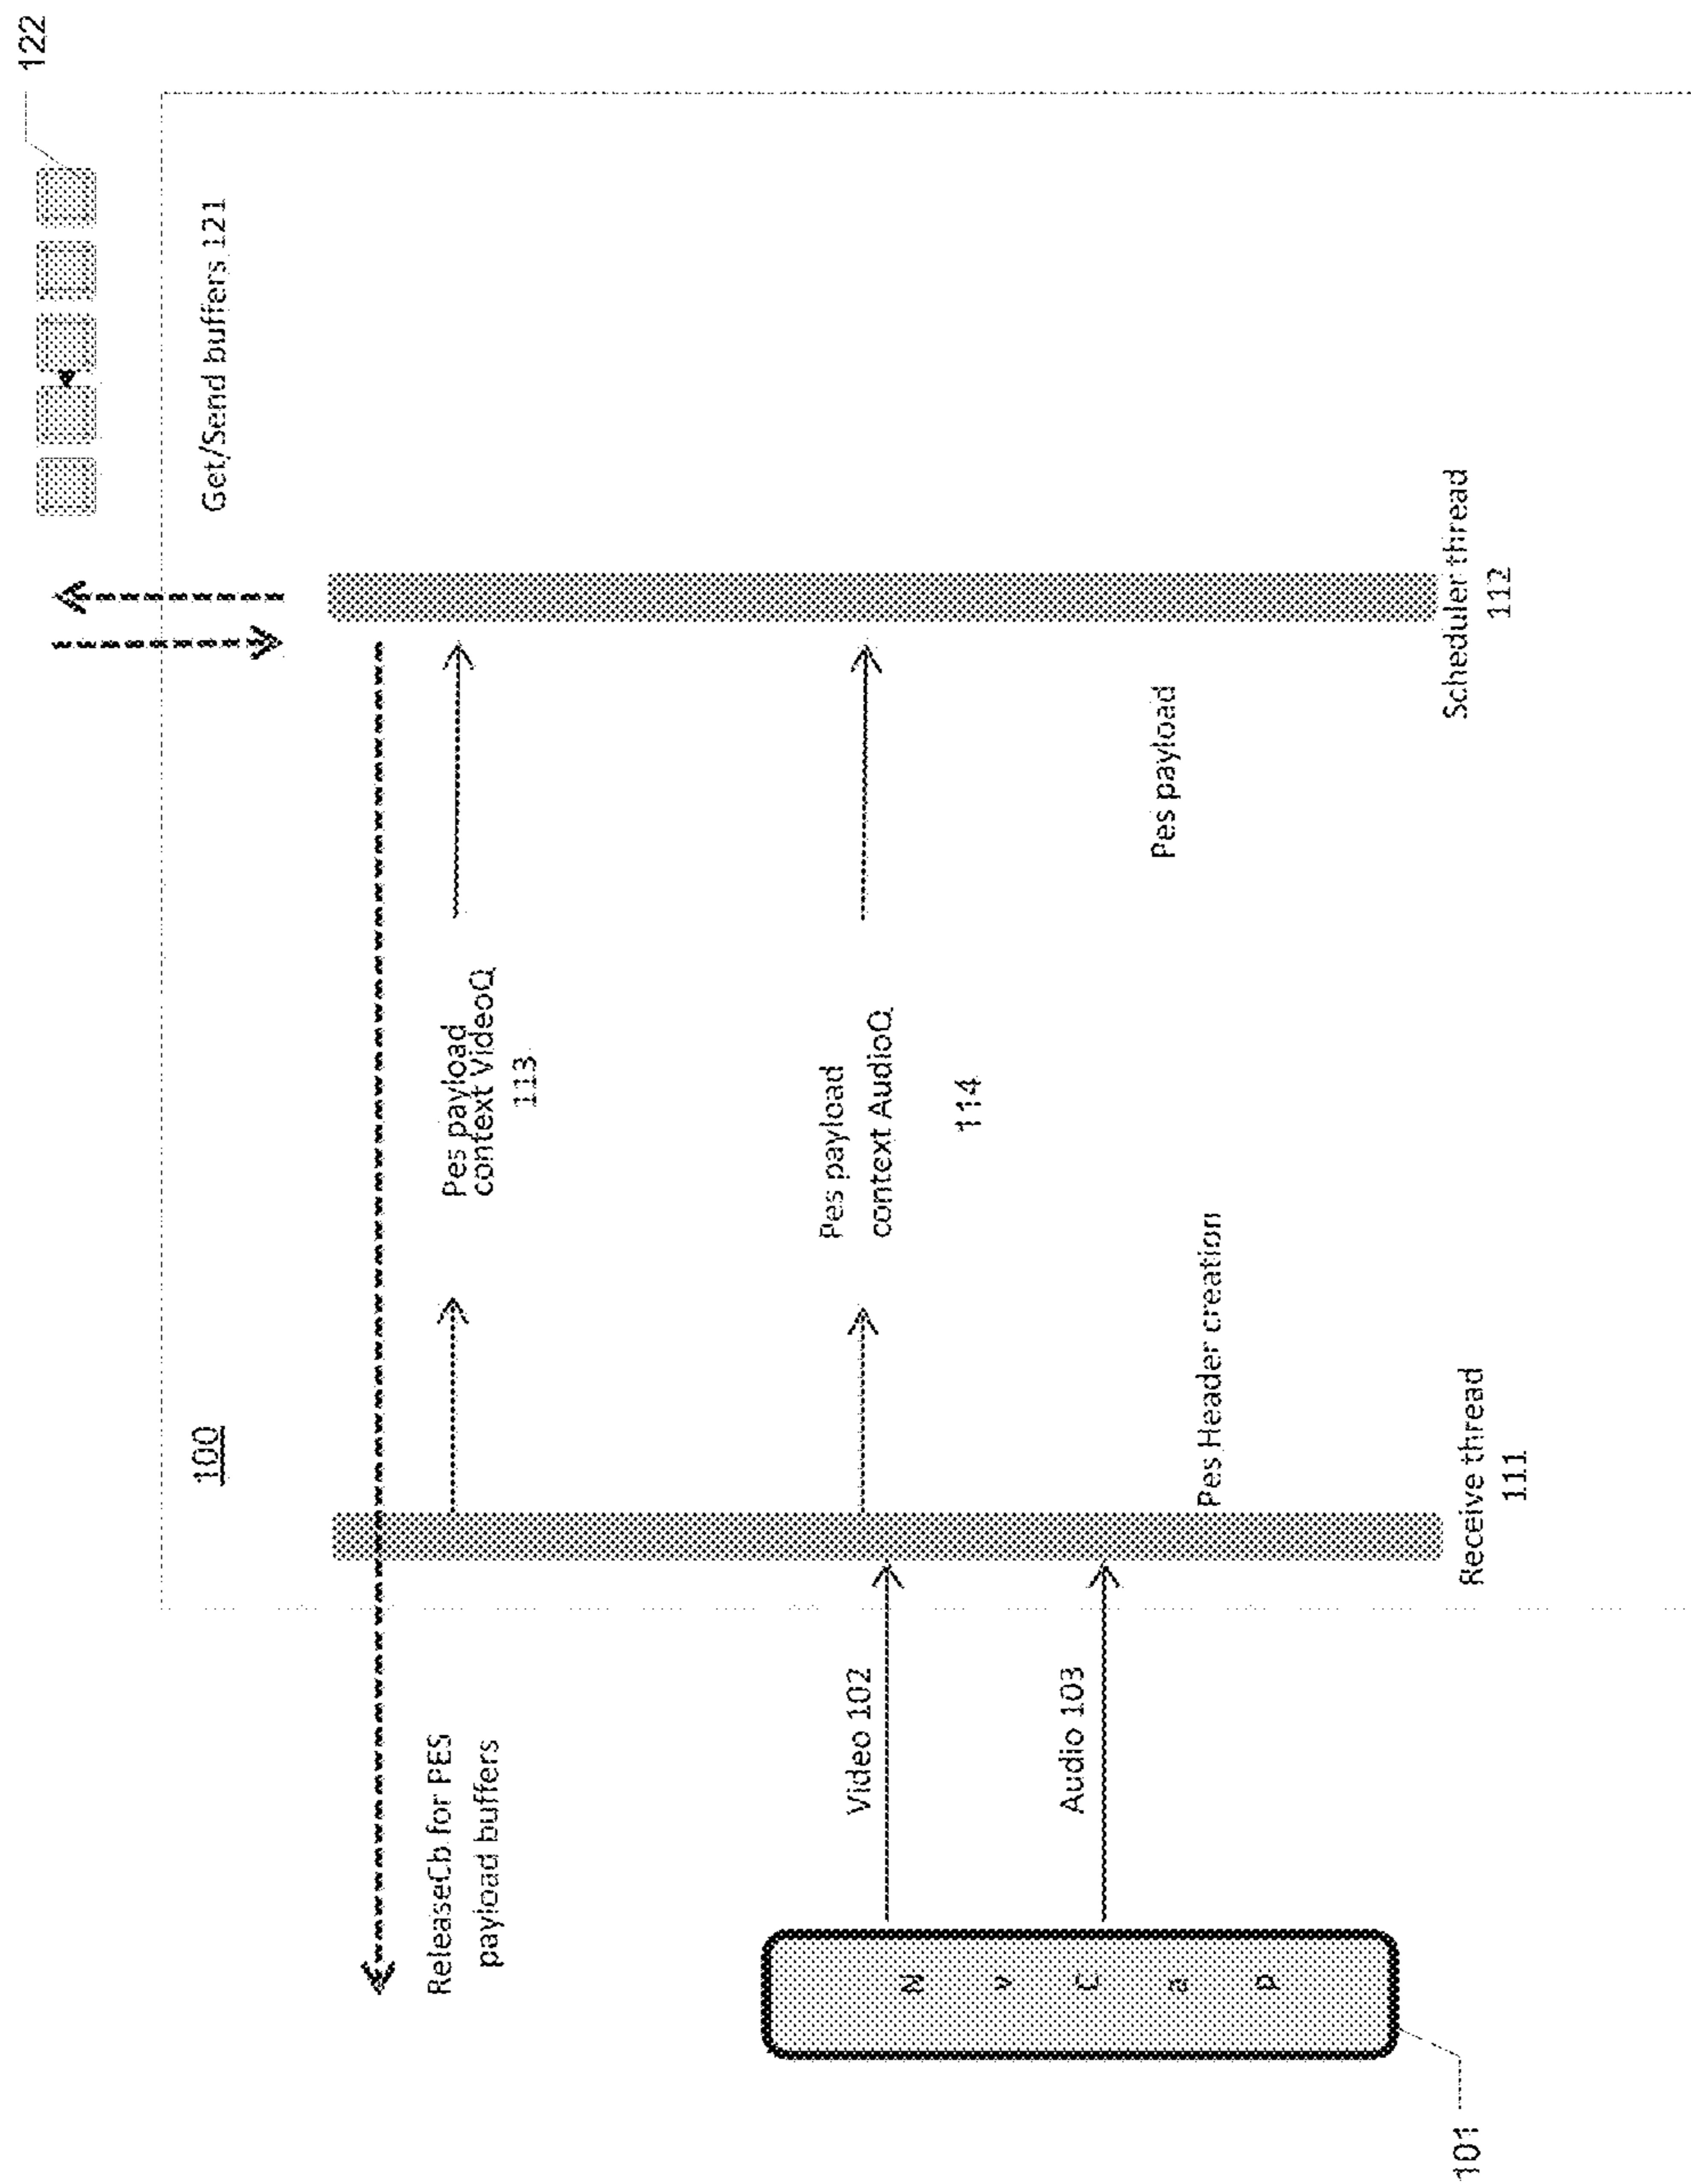 122
Get/Send buffers 121
100
ReleaseCb for PES
payload buffers
Pes payload
context VideoQ
113
Video 102
Pes payload
context AudioQ
114
Audio 103
N
v
C
a
p
Pes payload
Pes Header creation
101
Receive thread
111
Scheduler thread
112